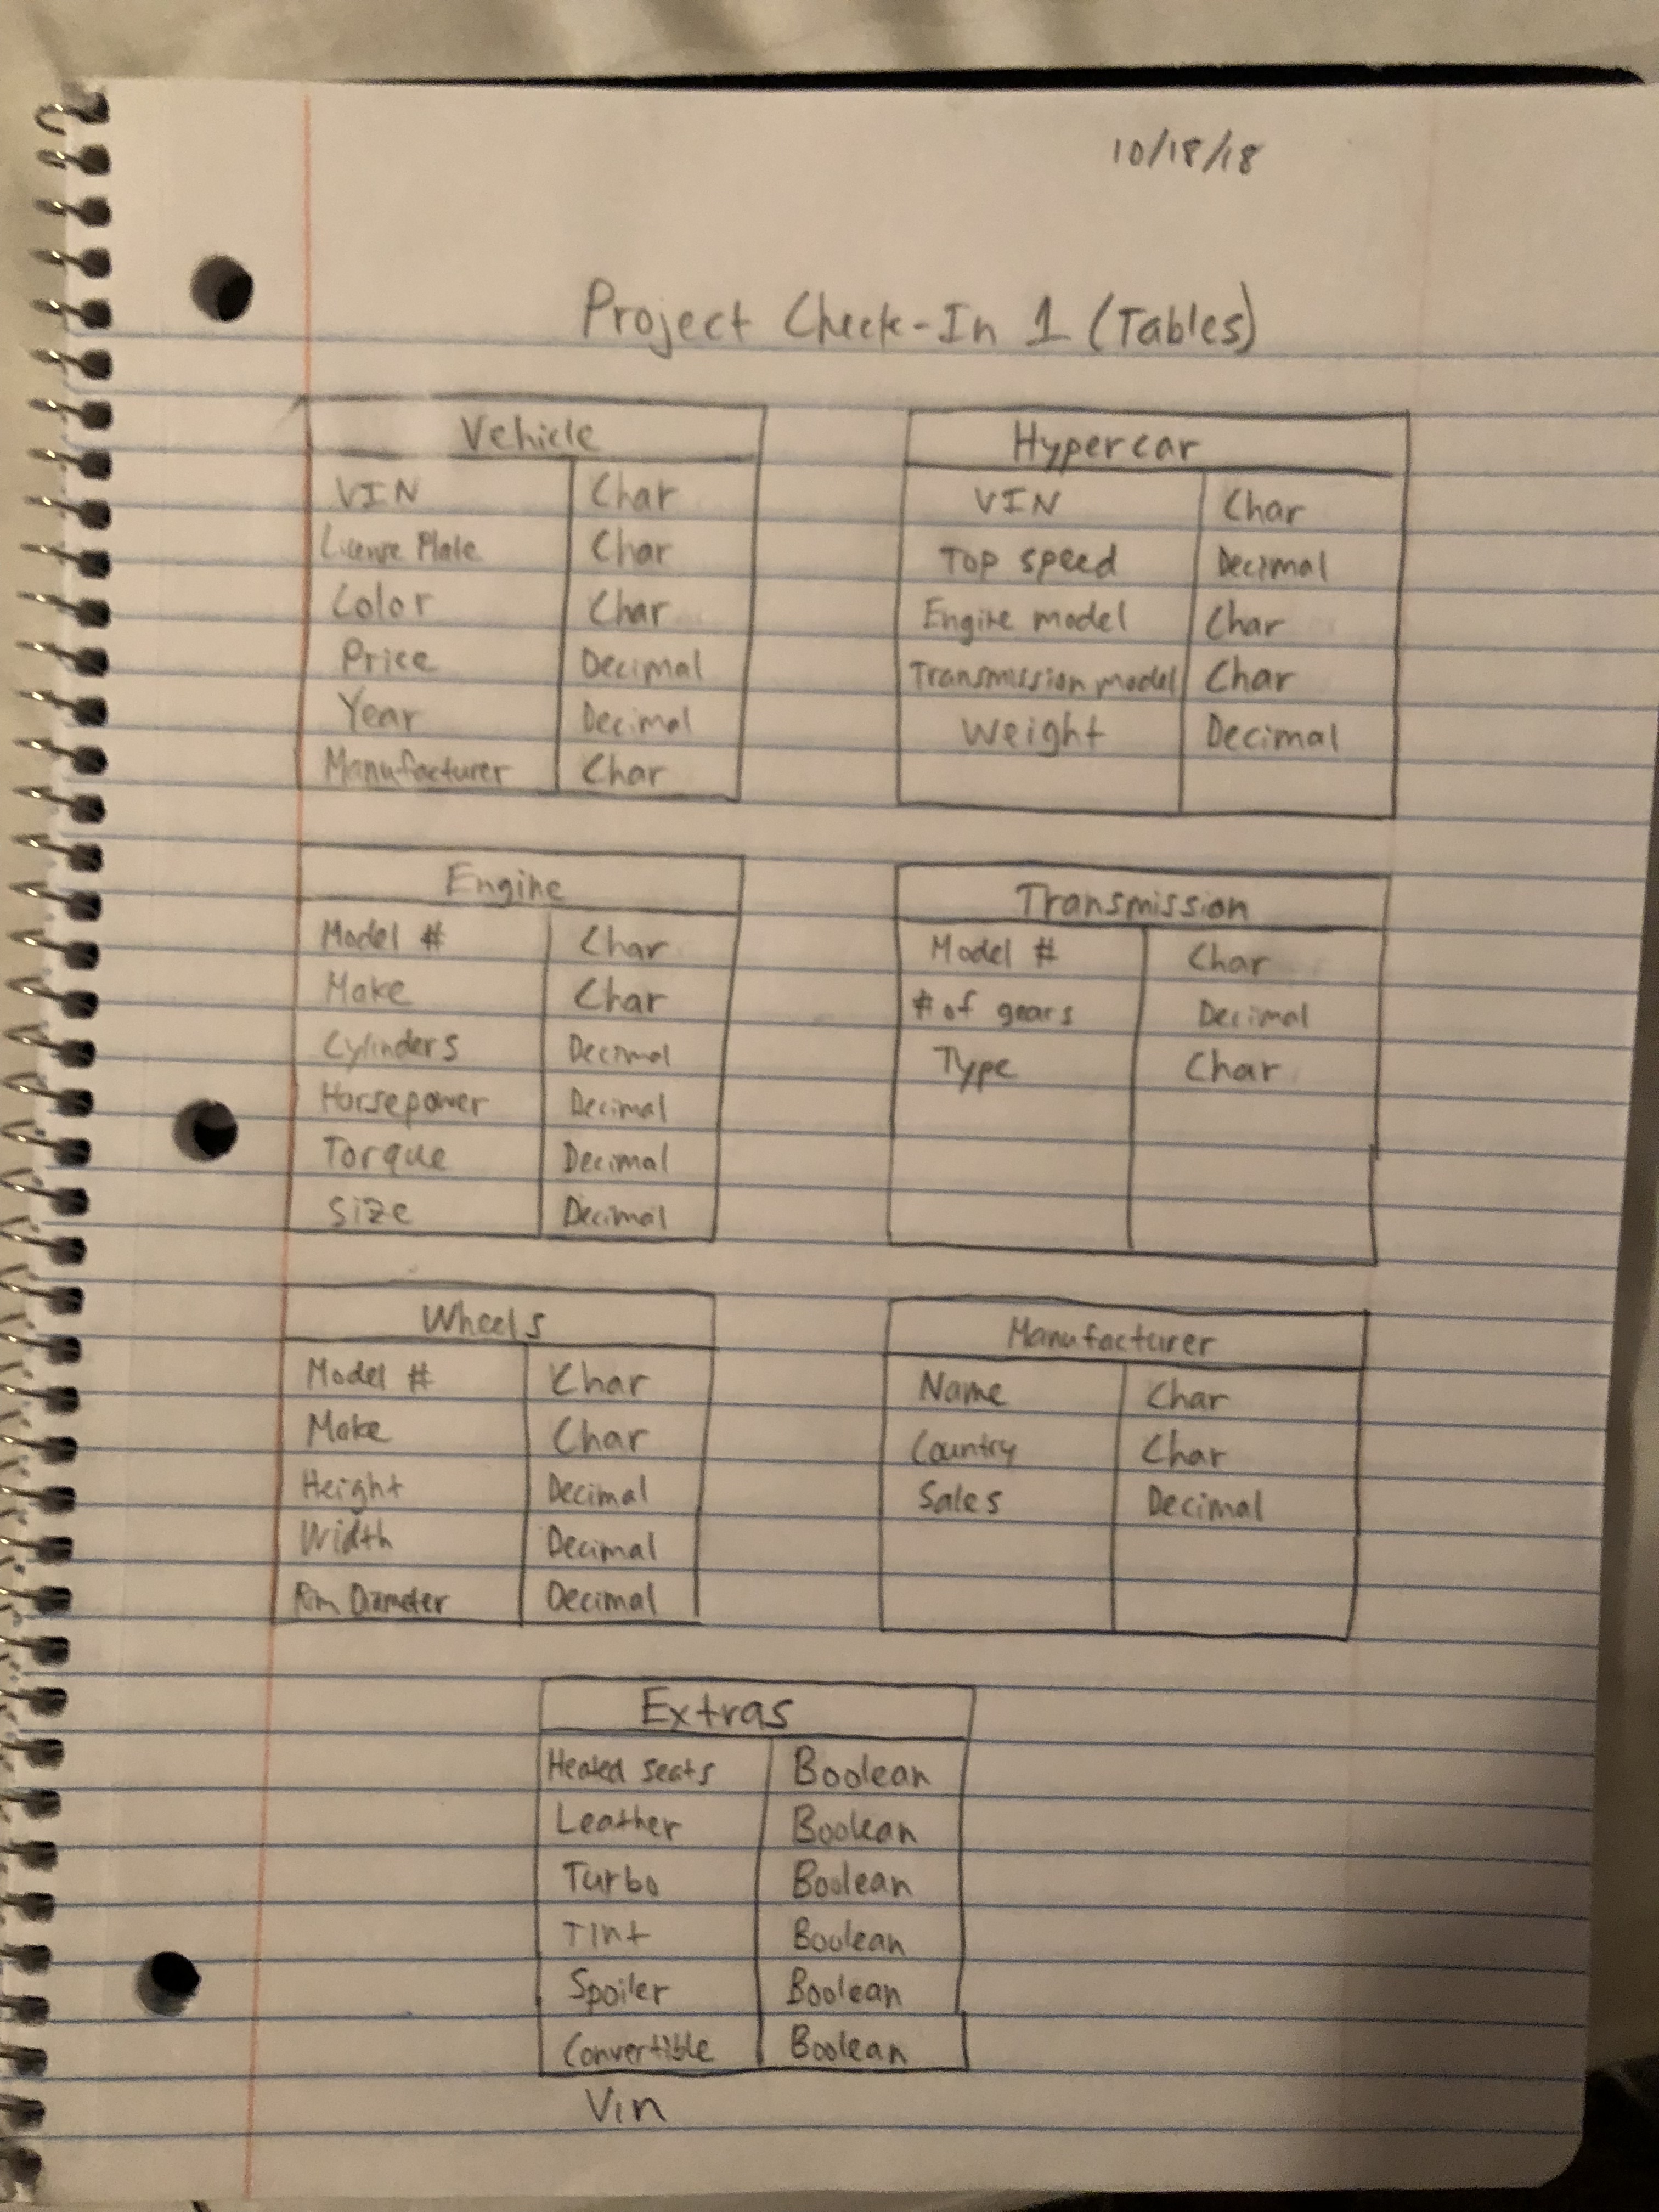 10/18/18
Project Check-In 1 (Tables)
Vehicle
VIN Char
License Plate Char
Color Char
Price Decimal
Year Decimal
Manufacturer Char
Hypercar
VIN Char
Top speed Decimal
Engine model Char
Transmission model Char
Weight Decimal
Engine
Model # Char
Make Char
Cylinders Decimal
Horsepower Decimal
Torque Decimal
Size Decimal
Transmission
Model # Char
# of gears Decimal
Type Char
Wheels
Model # Char
Make Char
Height Decimal
Width Decimal
Rim Diameter Decimal
Manufacturer
Name Char
Country Char
Sales Decimal
Extras
Heated seats Boolean
Leather Boolean
Turbo Boolean
Tint Boolean
Spoiler Boolean
Convertible Boolean
Vin